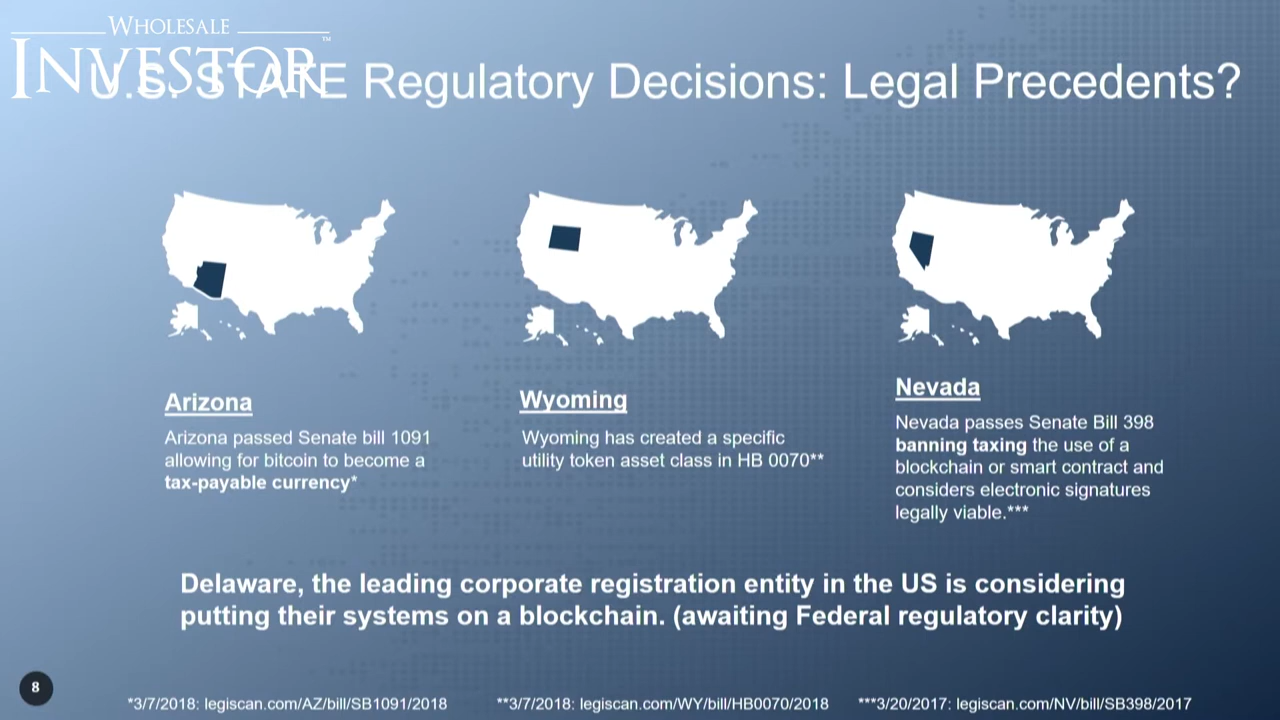 WHOLESALE
INVESTOR™
U.S. STATE Regulatory Decisions: Legal Precedents?
Arizona
Arizona passed Senate bill 1091
allowing for bitcoin to become a
tax-payable currency*
Wyoming
Wyoming has created a specific
utility token asset class in HB 0070**
Nevada
Nevada passes Senate Bill 398
banning taxing the use of a
blockchain or smart contract and
considers electronic signatures
legally viable.***
Delaware, the leading corporate registration entity in the US is considering
putting their systems on a blockchain. (awaiting Federal regulatory clarity)
8
*3/7/2018: legiscan.com/AZ/bill/SB1091/2018
**3/7/2018: legiscan.com/WY/bill/HB0070/2018
***3/20/2017: legiscan.com/NV/bill/SB398/2017